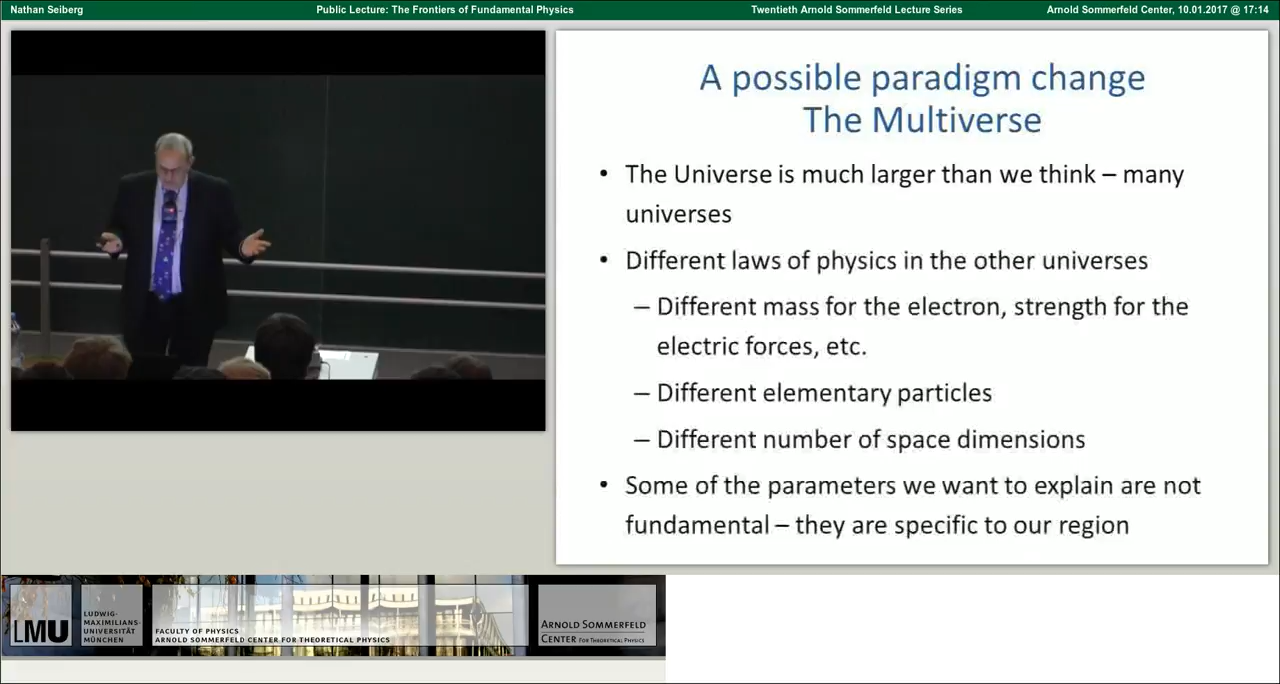 Nathan Seiberg
Public Lecture: The Frontiers of Fundamental Physics
Twentieth Arnold Sommerfeld Lecture Series
Arnold Sommerfeld Center, 10.01.2017 @ 17:14
A possible paradigm change
The Multiverse
• The Universe is much larger than we think – many
universes
• Different laws of physics in the other universes
– Different mass for the electron, strength for the
electric forces, etc.
– Different elementary particles
– Different number of space dimensions
• Some of the parameters we want to explain are not
fundamental – they are specific to our region
LMU
LUDWIG-
MAXIMILIANS-
UNIVERSITÄT
MÜNCHEN
FACULTY OF PHYSICS
ARNOLD SOMMERFELD CENTER FOR THEORETICAL PHYSICS
ARNOLD SOMMERFELD
CENTER FOR THEORETICAL PHYSICS